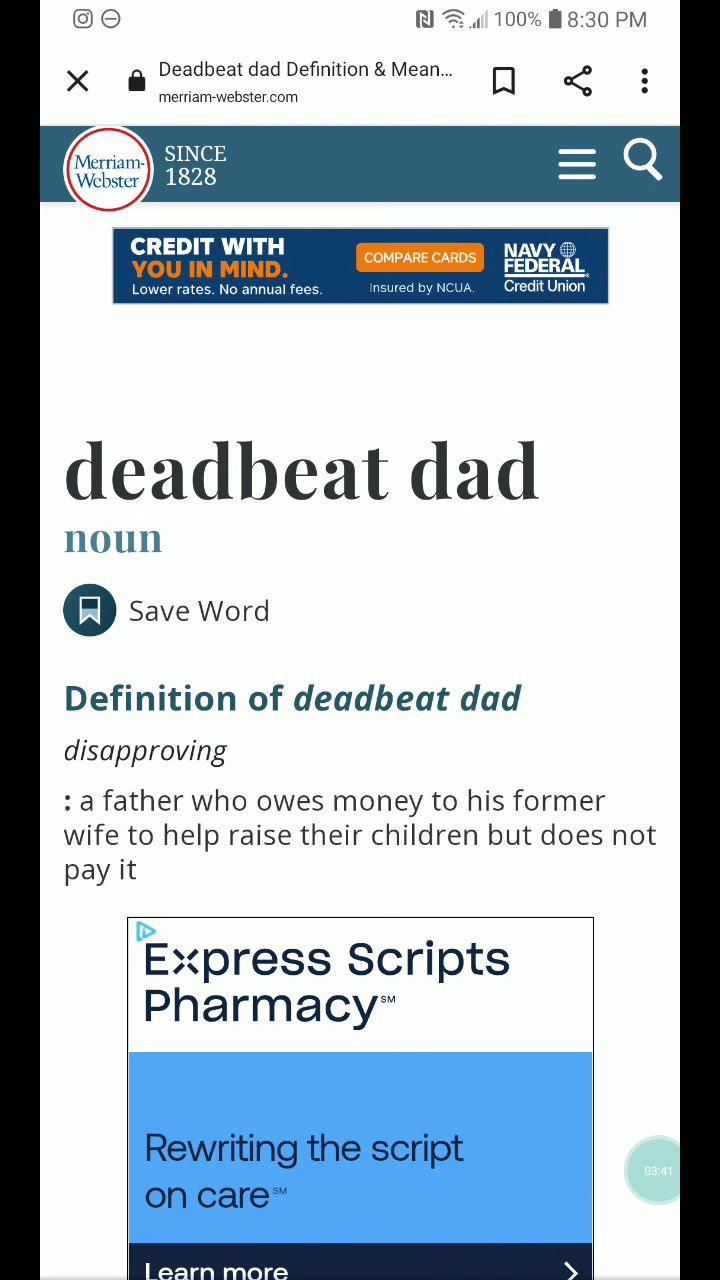 100% 8:30 PM
Deadbeat dad Definition & Mean...
merriam-webster.com
Merriam-
Webster
SINCE
1828
CREDIT WITH
YOU IN MIND.
Lower rates. No annual fees.
COMPARE CARDS
Insured by NCUA.
NAVY
FEDERAL
Credit Union
deadbeat dad
noun
Save Word
Definition of deadbeat dad
disapproving
: a father who owes money to his former
wife to help raise their children but does not
pay it
Express Scripts
Pharmacy℠
Rewriting the script
on care℠
03:41
Learn more